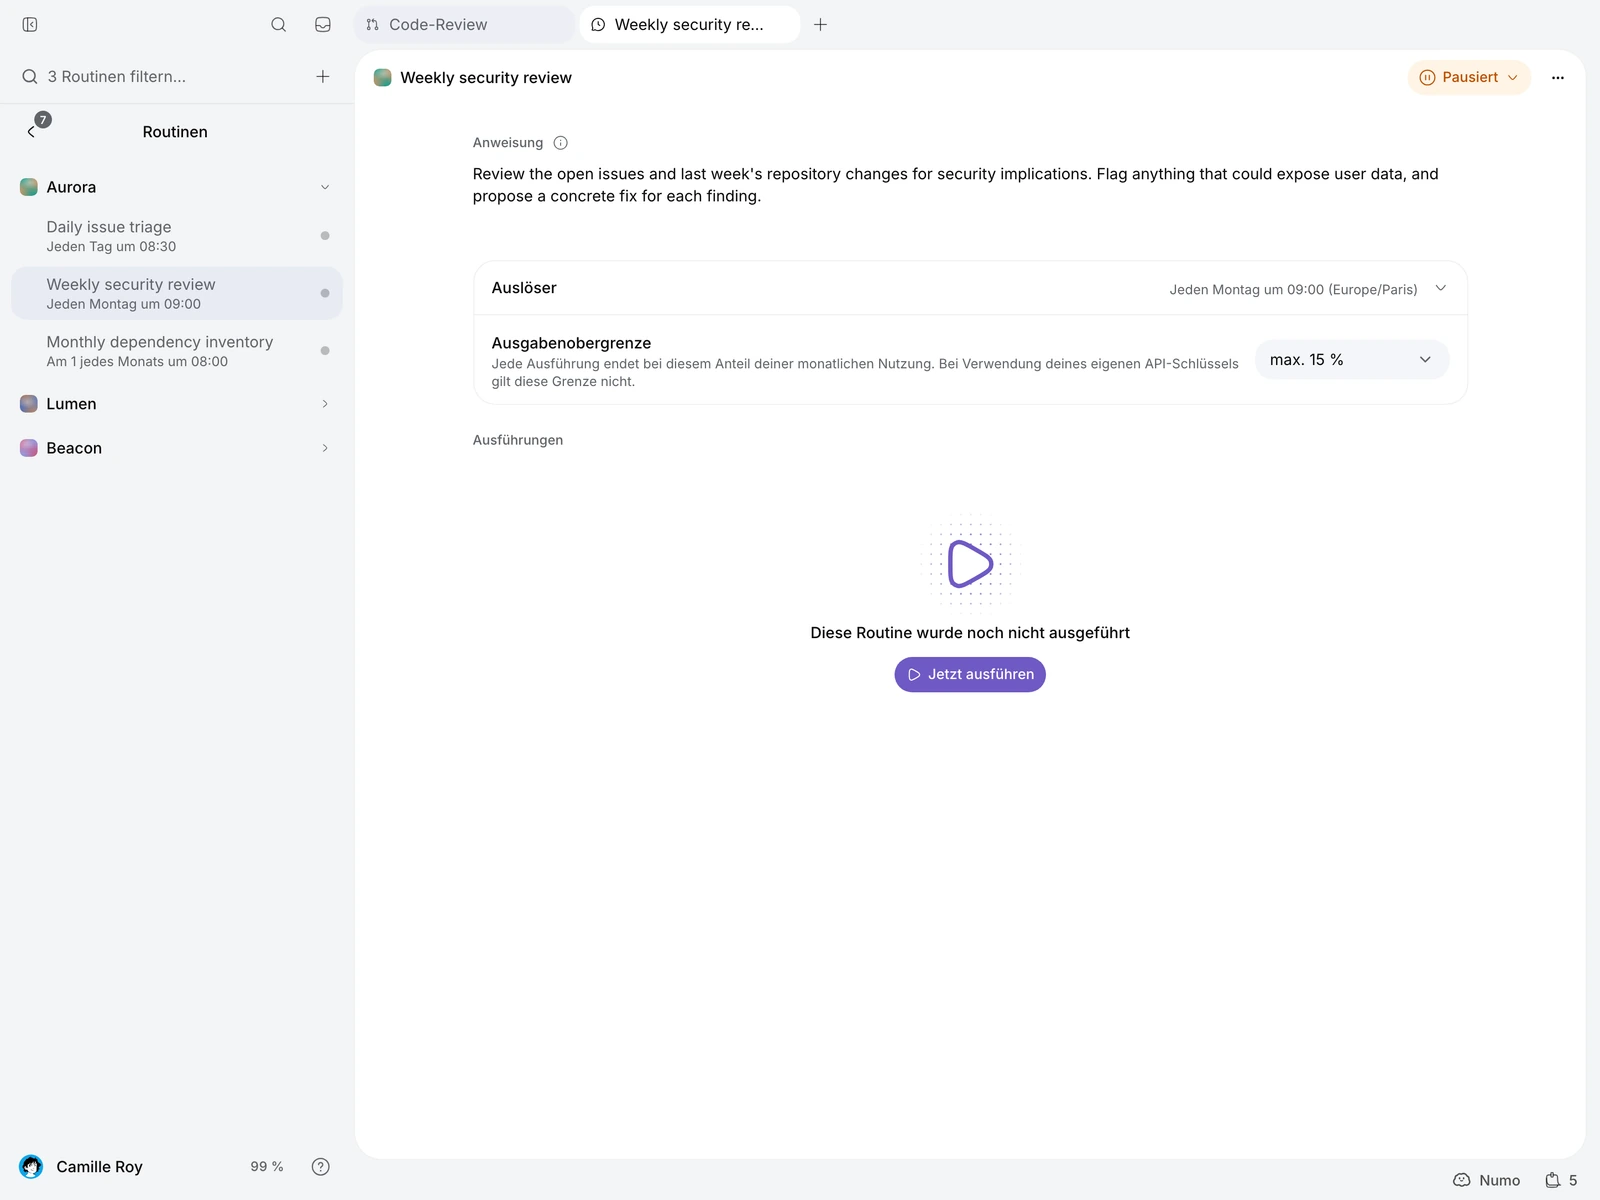 Code-Review
Weekly security re...
3 Routinen filtern...
7
Routinen
Aurora
Daily issue triage
Jeden Tag um 08:30
Weekly security review
Jeden Montag um 09:00
Monthly dependency inventory
Am 1 jedes Monats um 08:00
Lumen
Beacon
Camille Roy
99 %
Weekly security review
Pausiert
Anweisung
Review the open issues and last week's repository changes for security implications. Flag anything that could expose user data, and
propose a concrete fix for each finding.
Auslöser
Jeden Montag um 09:00 (Europe/Paris)
Ausgabenobergrenze
Jede Ausführung endet bei diesem Anteil deiner monatlichen Nutzung. Bei Verwendung deines eigenen API-Schlüssels
gilt diese Grenze nicht.
max. 15 %
Ausführungen
Diese Routine wurde noch nicht ausgeführt
Jetzt ausführen
Numo
5